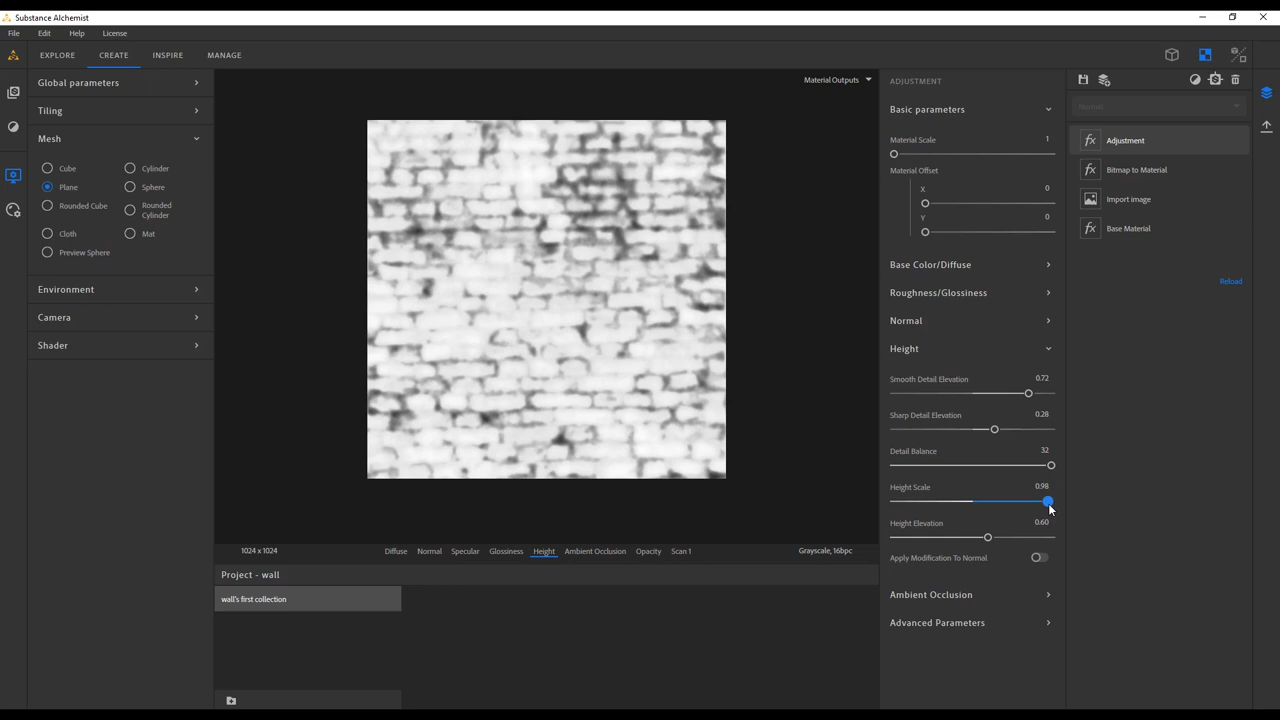 Substance Alchemist
File Edit Help License
EXPLORE CREATE INSPIRE MANAGE
Global parameters
Tiling
Mesh
Cube Cylinder
Plane Sphere
Rounded Cube Rounded
Cylinder
Cloth Mat
Preview Sphere
Environment
Camera
Shader
Material Outputs
1024 x 1024 Diffuse Normal Specular Glossiness Height Ambient Occlusion Opacity Scan 1 Grayscale, 16bpc
Project - wall
wall's first collection
ADJUSTMENT
Basic parameters
Material Scale 1
Material Offset
X 0
Y 0
Base Color/Diffuse
Roughness/Glossiness
Normal
Height
Smooth Detail Elevation 0.72
Sharp Detail Elevation 0.28
Detail Balance 32
Height Scale 0.98
Height Elevation 0.60
Apply Modification To Normal
Ambient Occlusion
Advanced Parameters
Normal
fx Adjustment
fx Bitmap to Material
Import image
fx Base Material
Reload